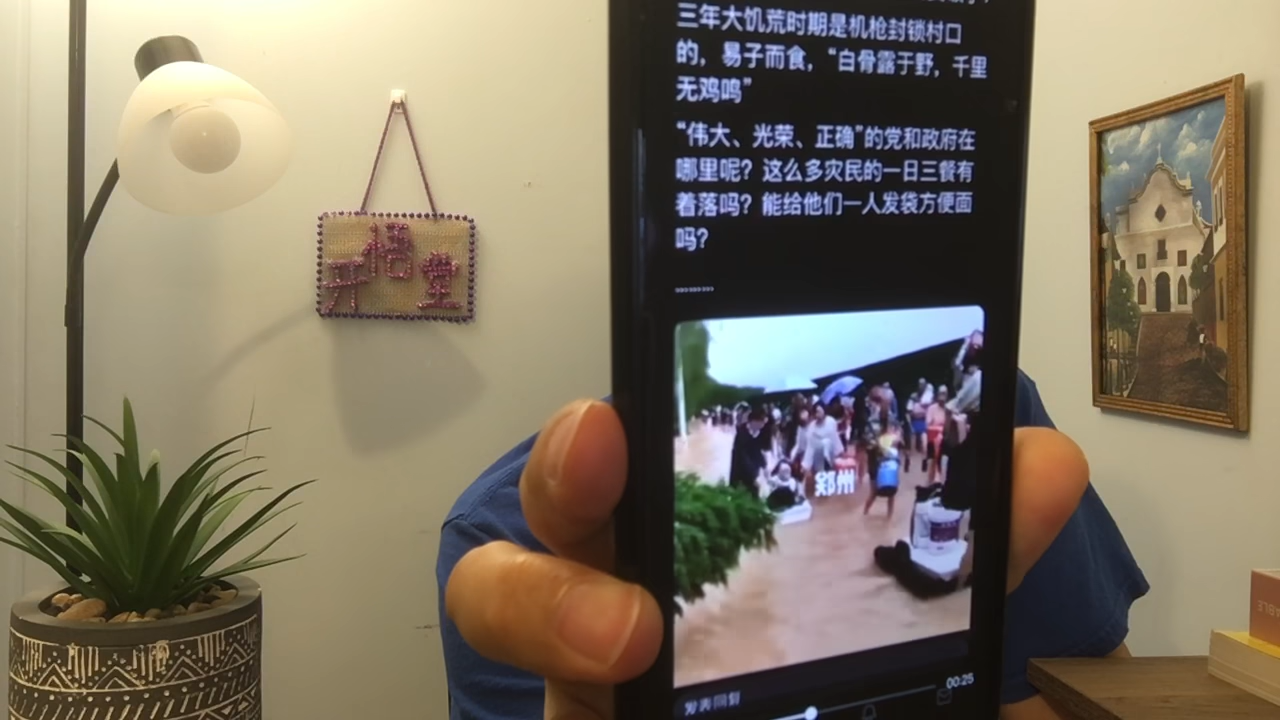 三年大饥荒时期是机枪封锁村口
的，易子而食，“白骨露于野，千里
无鸡鸣”
“伟大、光荣、正确”的党和政府在
哪里呢？这么多灾民的一日三餐有
着落吗？能给他们一人发袋方便面
吗？
郑州
00:25
发表回复
开悟堂